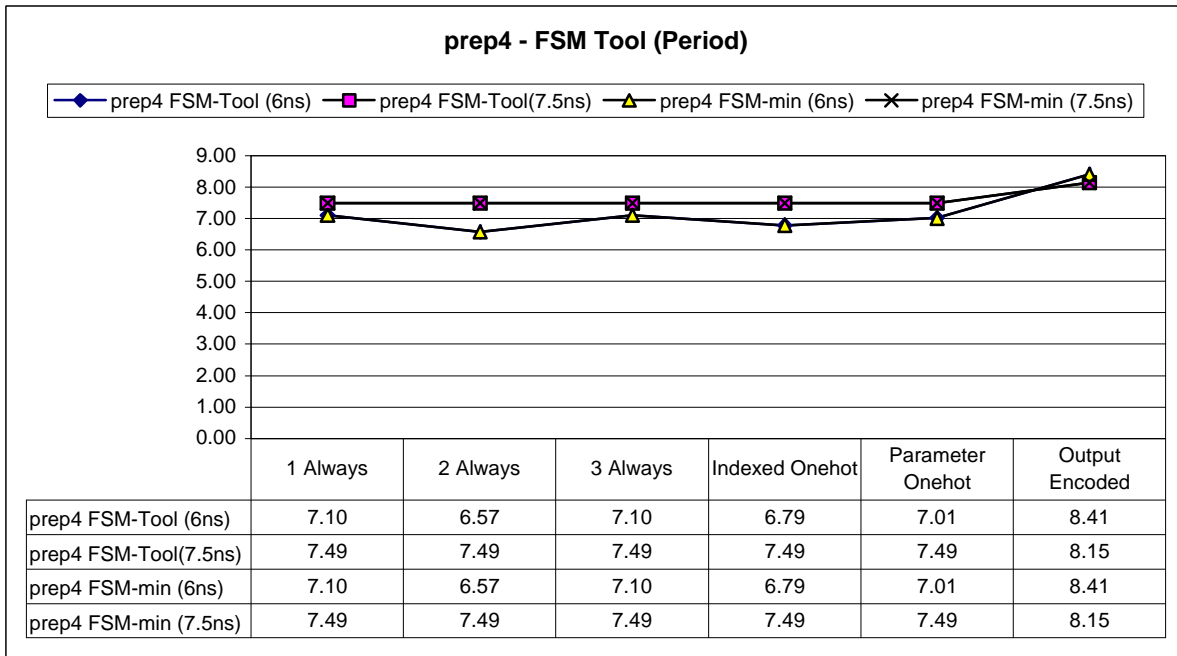 prep4 - FSM Tool (Period)
prep4 FSM-Tool (6ns) prep4 FSM-Tool(7.5ns) prep4 FSM-min (6ns) prep4 FSM-min (7.5ns)
9.00
8.00
7.00
6.00
5.00
4.00
3.00
2.00
1.00
0.00
1 Always 2 Always 3 Always Indexed Onehot Parameter Onehot Output Encoded
prep4 FSM-Tool (6ns) 7.10 6.57 7.10 6.79 7.01 8.41
prep4 FSM-Tool(7.5ns) 7.49 7.49 7.49 7.49 7.49 8.15
prep4 FSM-min (6ns) 7.10 6.57 7.10 6.79 7.01 8.41
prep4 FSM-min (7.5ns) 7.49 7.49 7.49 7.49 7.49 8.15